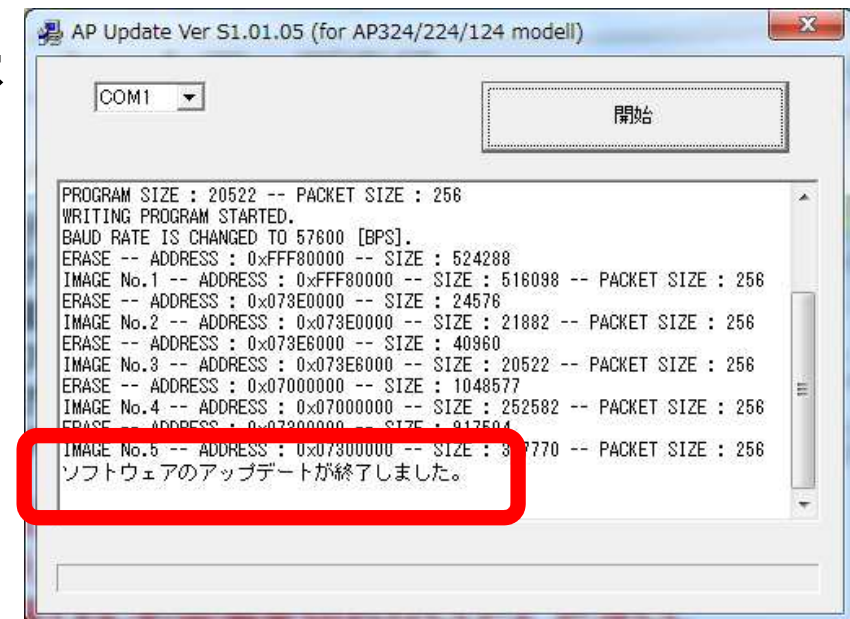 AP Update Ver S1.01.05 (for AP324/224/124 modell)
COM1
開始
PROGRAM SIZE : 20522 -- PACKET SIZE : 256
WRITING PROGRAM STARTED.
BAUD RATE IS CHANGED TO 57600 [BPS].
ERASE -- ADDRESS : 0xFFF80000 -- SIZE : 524288
IMAGE No.1 -- ADDRESS : 0xFFF80000 -- SIZE : 516098 -- PACKET SIZE : 256
ERASE -- ADDRESS : 0x073E0000 -- SIZE : 24576
IMAGE No.2 -- ADDRESS : 0x073E0000 -- SIZE : 21882 -- PACKET SIZE : 256
ERASE -- ADDRESS : 0x073E6000 -- SIZE : 40960
IMAGE No.3 -- ADDRESS : 0x073E6000 -- SIZE : 20522 -- PACKET SIZE : 256
ERASE -- ADDRESS : 0x07000000 -- SIZE : 1048577
IMAGE No.4 -- ADDRESS : 0x07000000 -- SIZE : 252582 -- PACKET SIZE : 256
ERASE -- ADDRESS : 0x07300000 -- SIZE : 917504
IMAGE No.5 -- ADDRESS : 0x07300000 -- SIZE : -- PACKET SIZE : 256
ソフトウェアのアップデートが終了しました。